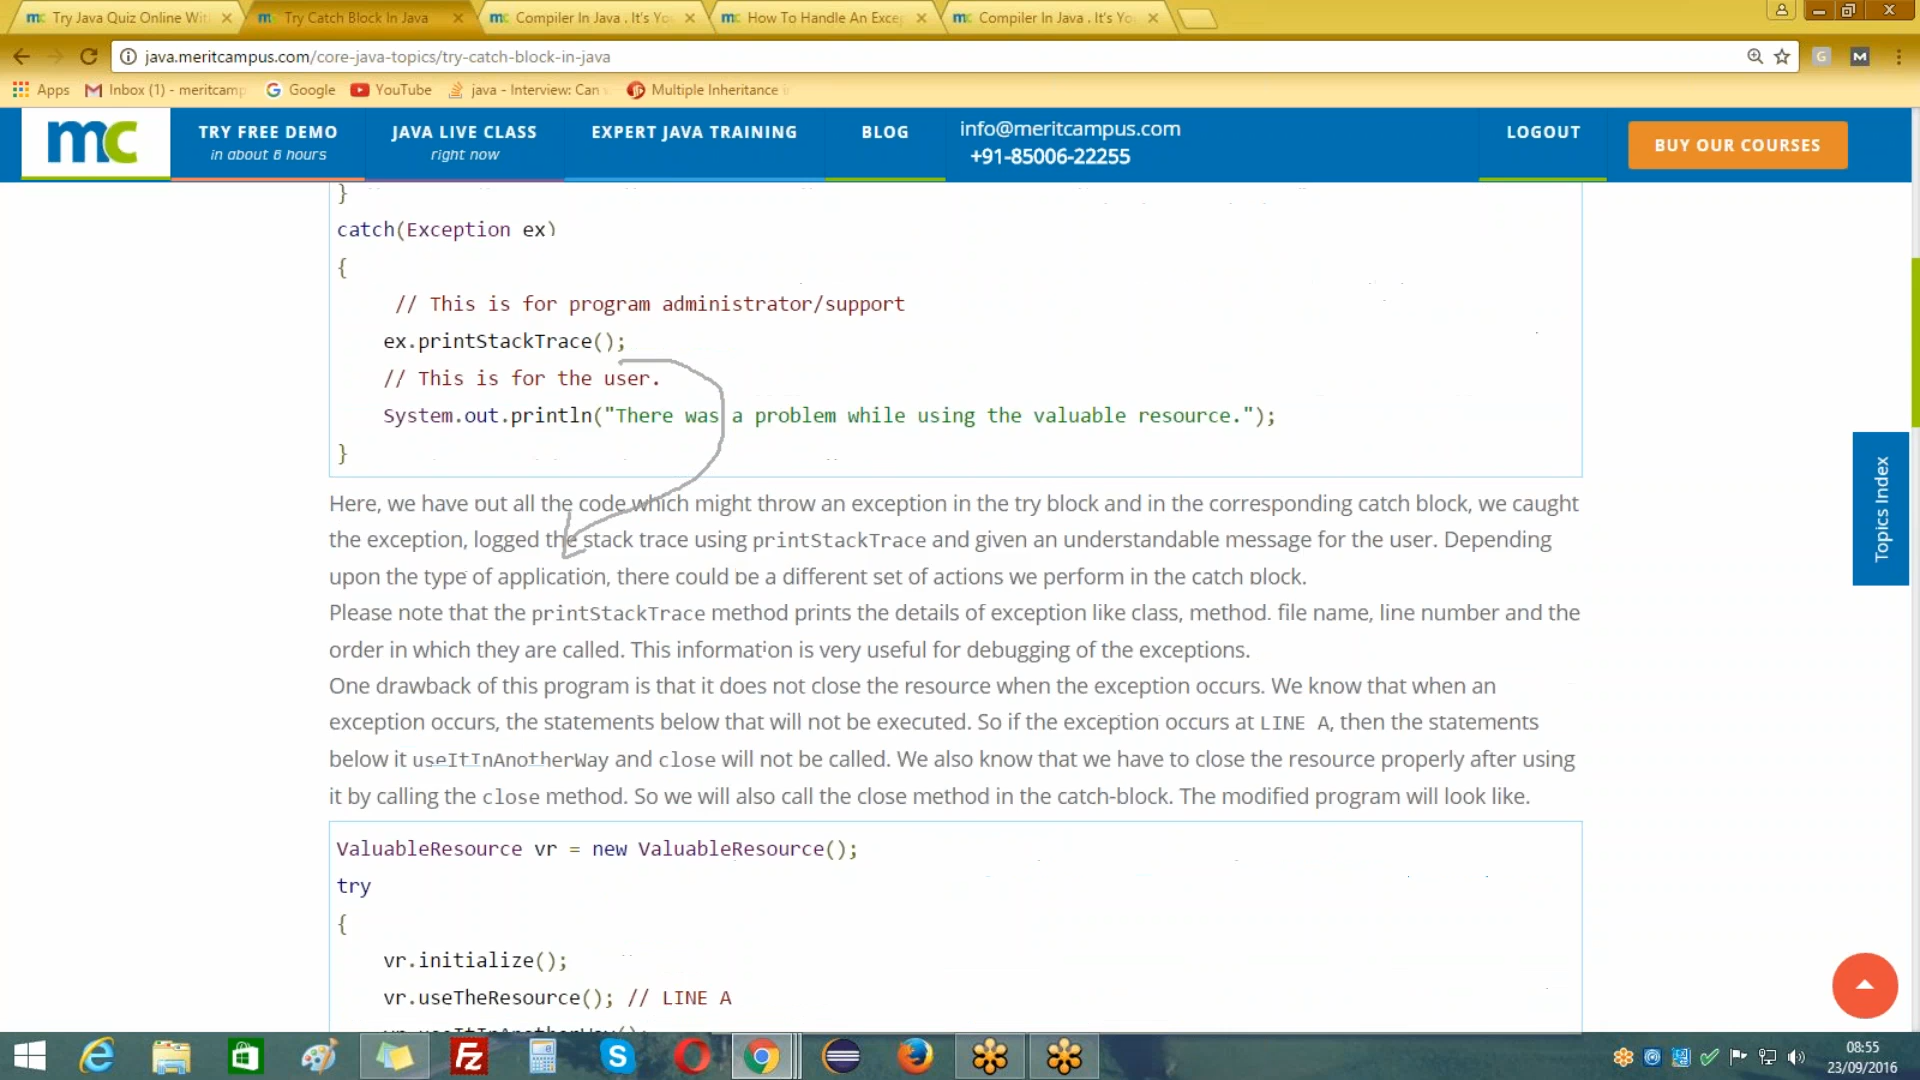 Try Java Quiz Online Wit
Try Catch Block In Java
Compiler In Java . It's Yo
How To Handle An Exce
Compiler In Java . It's Yo
java.meritcampus.com/core-java-topics/try-catch-block-in-java
Apps Inbox (1) - meritcamp Google YouTube java - Interview: Can Multiple Inheritance i
mc TRY FREE DEMO JAVA LIVE CLASS EXPERT JAVA TRAINING BLOG info@meritcampus.com LOGOUT BUY OUR COURSES
in about 6 hours right now +91-85006-22255
}
catch(Exception ex)
{
// This is for program administrator/support
ex.printStackTrace();
// This is for the user.
System.out.println("There was a problem while using the valuable resource.");
}
Here, we have put all the code which might throw an exception in the try block and in the corresponding catch block, we caught
the exception, logged the stack trace using printStackTrace and given an understandable message for the user. Depending
upon the type of application, there could be a different set of actions we perform in the catch block.
Please note that the printStackTrace method prints the details of exception like class, method, file name, line number and the
order in which they are called. This information is very useful for debugging of the exceptions.
One drawback of this program is that it does not close the resource when the exception occurs. We know that when an
exception occurs, the statements below that will not be executed. So if the exception occurs at LINE A, then the statements
below it useItInAnotherWay and close will not be called. We also know that we have to close the resource properly after using
it by calling the close method. So we will also call the close method in the catch-block. The modified program will look like.
ValuableResource vr = new ValuableResource();
try
{
vr.initialize();
vr.useTheResource(); // LINE A
vr.useItInAnotherWay();
Topics Index
08:55
23/09/2016